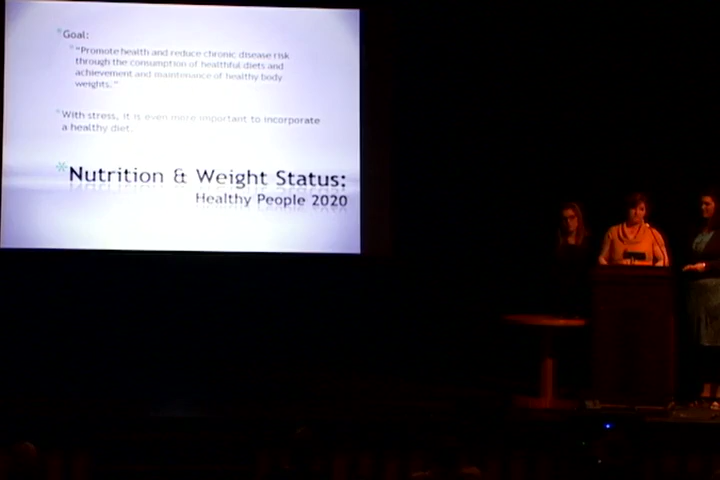 *Goal:
*"Promote health and reduce chronic disease risk
through the consumption of healthful diets and
achievement and maintenance of healthy body
weights."
*With stress, it is even more important to incorporate
a healthy diet.
*Nutrition & Weight Status:
Healthy People 2020